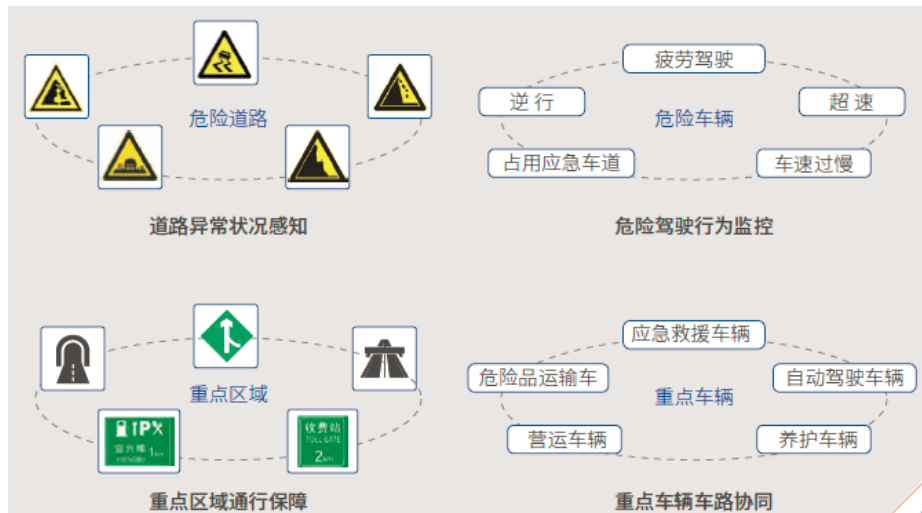 危险道路
道路异常状况感知
疲劳驾驶
逆行
超速
危险车辆
占用应急车道
车速过慢
危险驾驶行为监控
重点区域
P
1km
收费站
TOLL GATE
2km
重点区域通行保障
应急救援车辆
危险品运输车
自动驾驶车辆
重点车辆
营运车辆
养护车辆
重点车辆车路协同